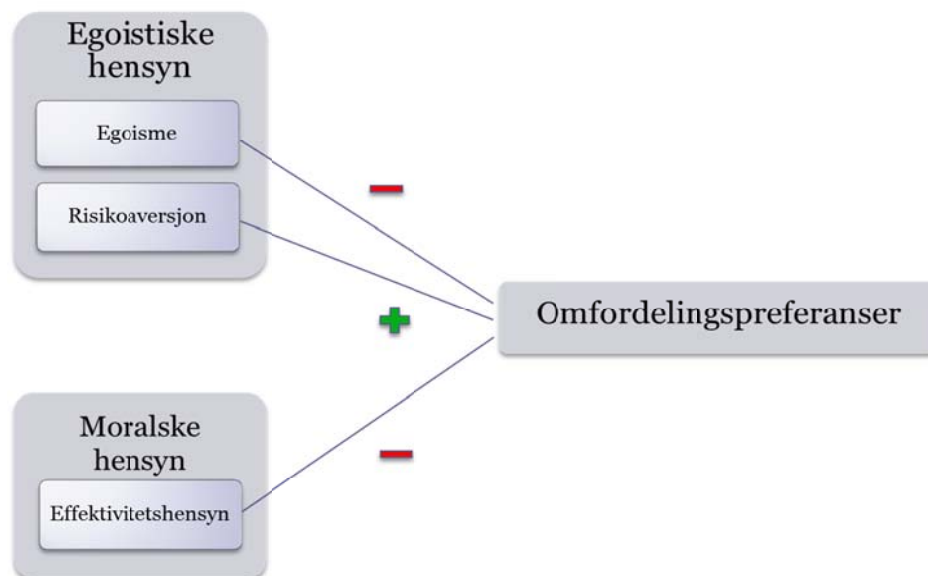 Egoistiske
hensyn
Egoisme
Risikoaversjon
Omfordelingspreferanser
Moralske
hensyn
Effektivitetshensyn